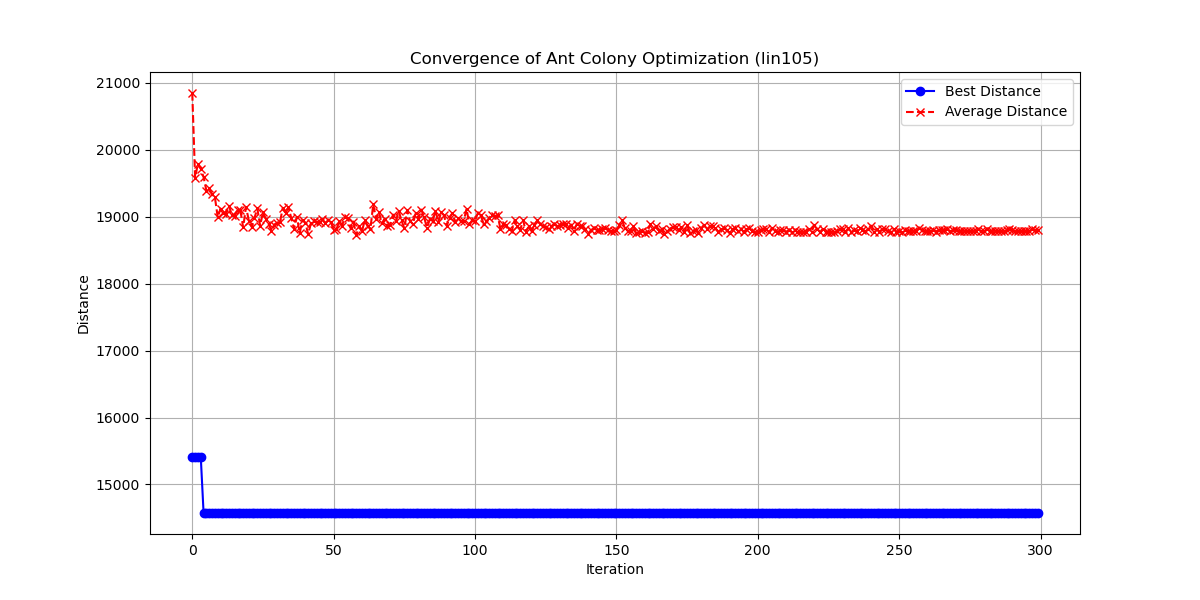 Convergence of Ant Colony Optimization (lin105)
Best Distance
Average Distance
21000
20000
19000
18000
17000
16000
15000
Distance
0 50 100 150 200 250 300
Iteration